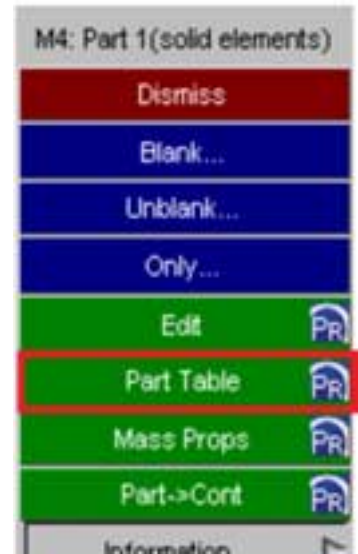 M4: Part 1(solid elements)
Dismiss
Blank...
Unblank...
Only...
Edit PR
Part Table PR
Mass Props PR
Part->Cont PR
Information